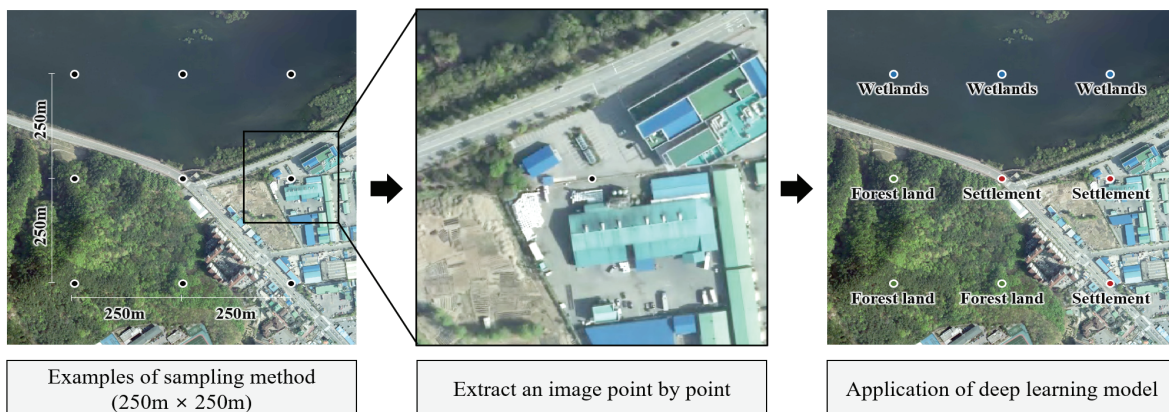 250m
250m
250m
250m
Wetlands
Wetlands
Wetlands
Forest land
Settlement
Settlement
Forest land
Forest land
Settlement
Examples of sampling method
(250m × 250m)
Extract an image point by point
Application of deep learning model